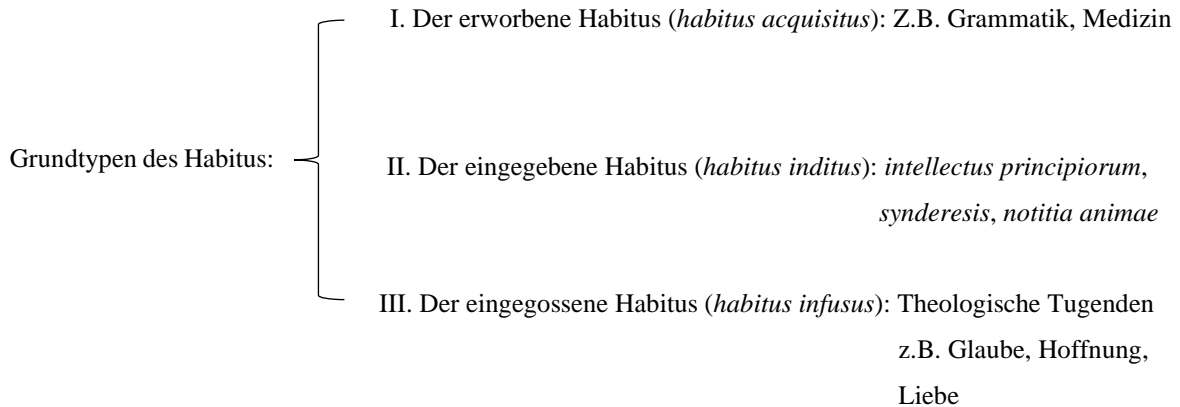 I. Der erworbene Habitus (habitus acquisitus): Z.B. Grammatik, Medizin
Grundtypen des Habitus:
II. Der eingegebene Habitus (habitus inditus): intellectus principiorum,
synderesis, notitia animae
III. Der eingegossene Habitus (habitus infusus): Theologische Tugenden
z.B. Glaube, Hoffnung,
Liebe